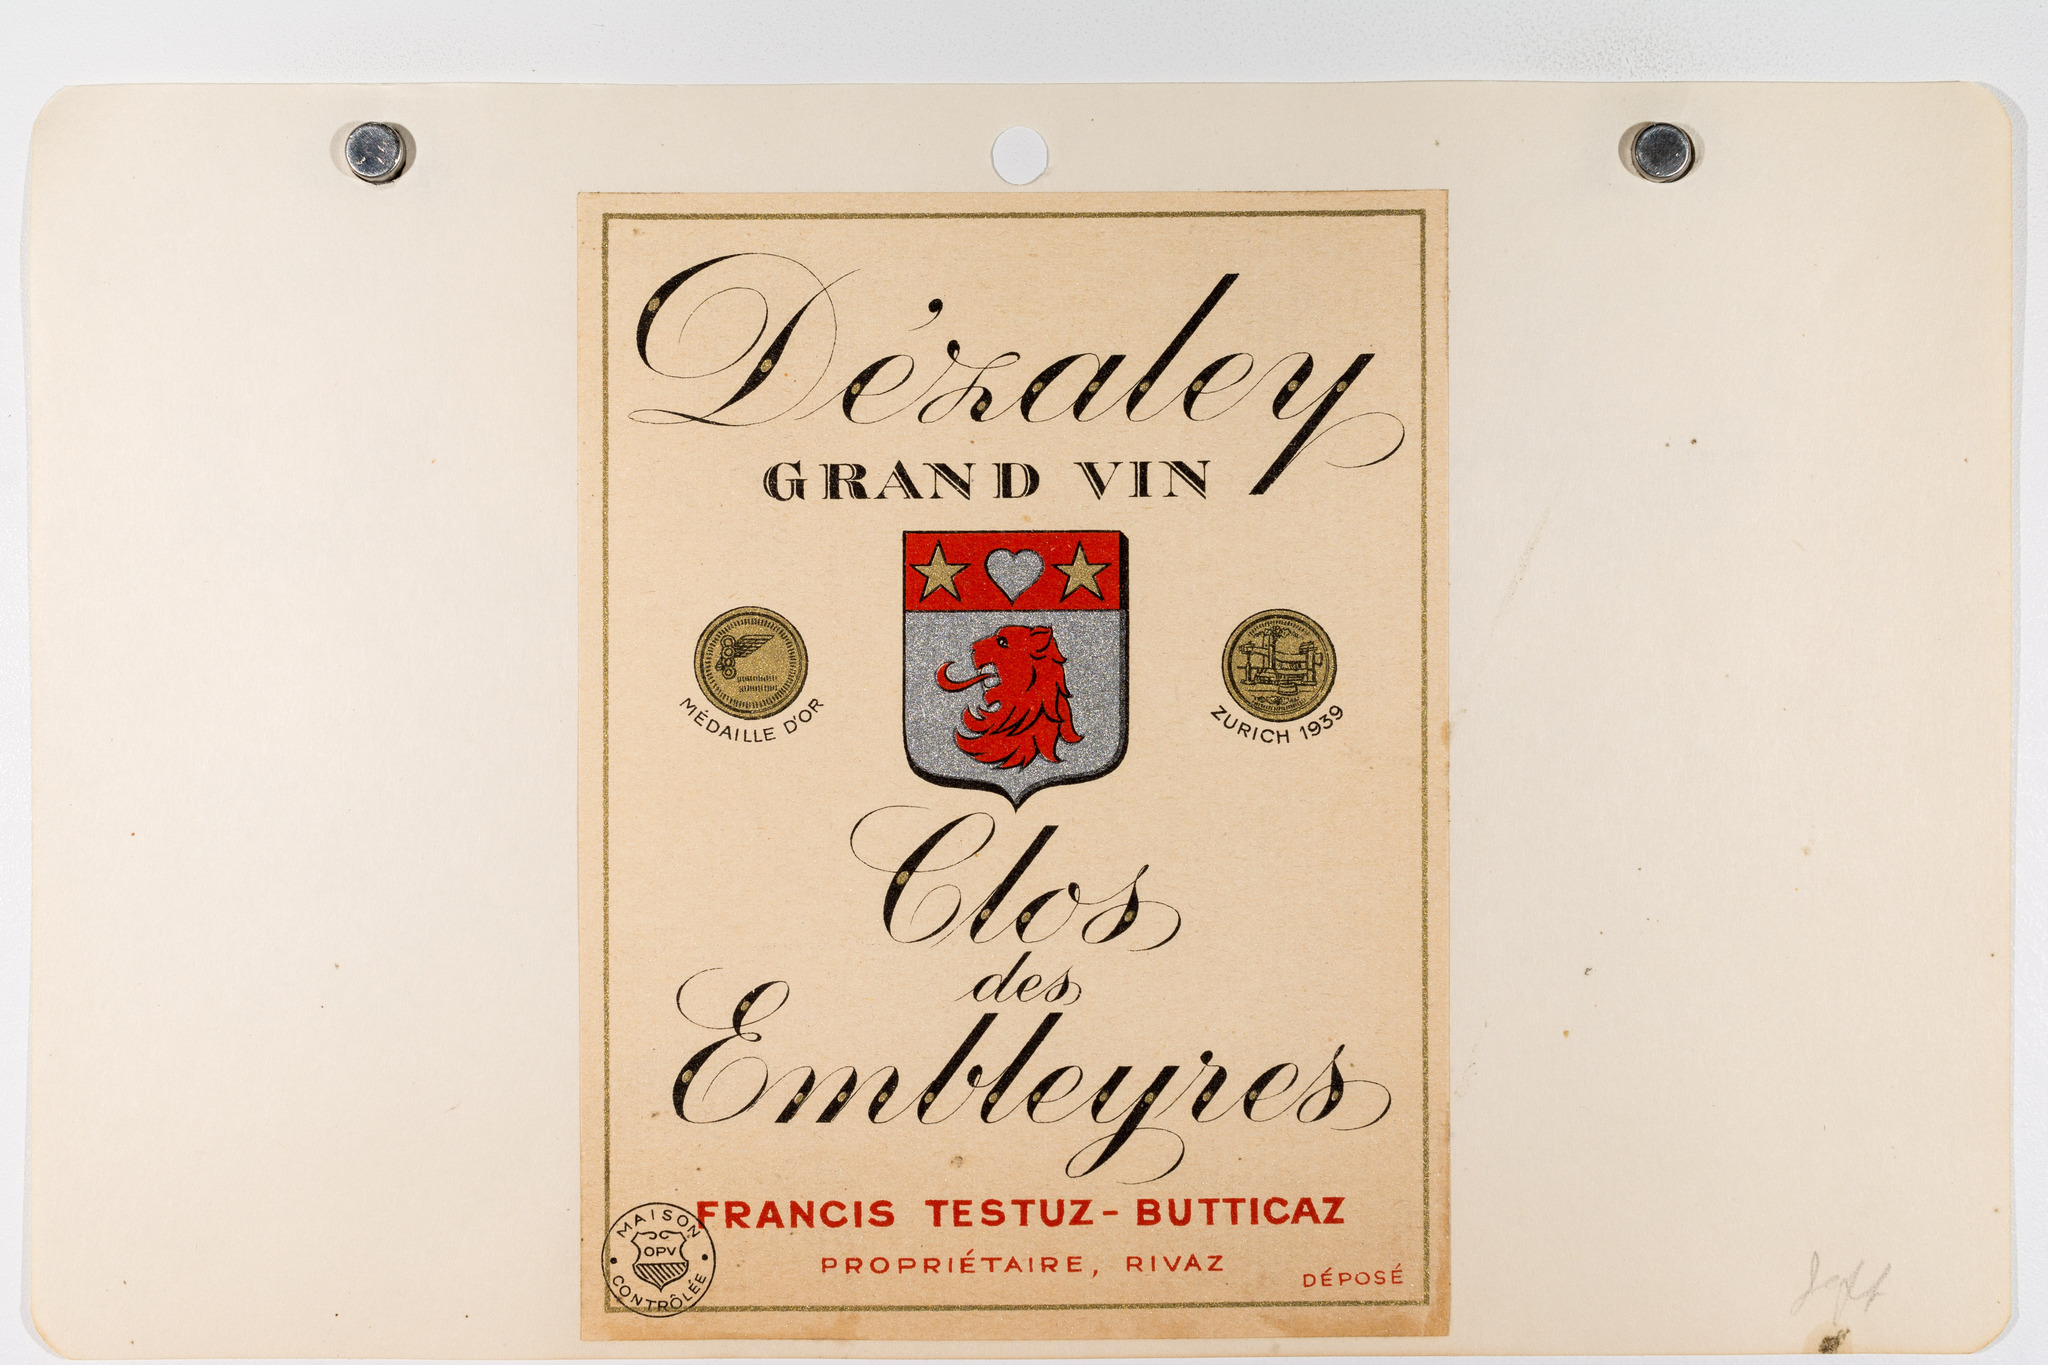 Dézaley
GRAND VIN
MÉDAILLE D'OR
ZURICH 1939
Clos
des
Embleyres
FRANCIS TESTUZ-BUTTICAZ
PROPRIÉTAIRE, RIVAZ
DÉPOSÉ
MAISON
OPV
CONTRÔLÉE